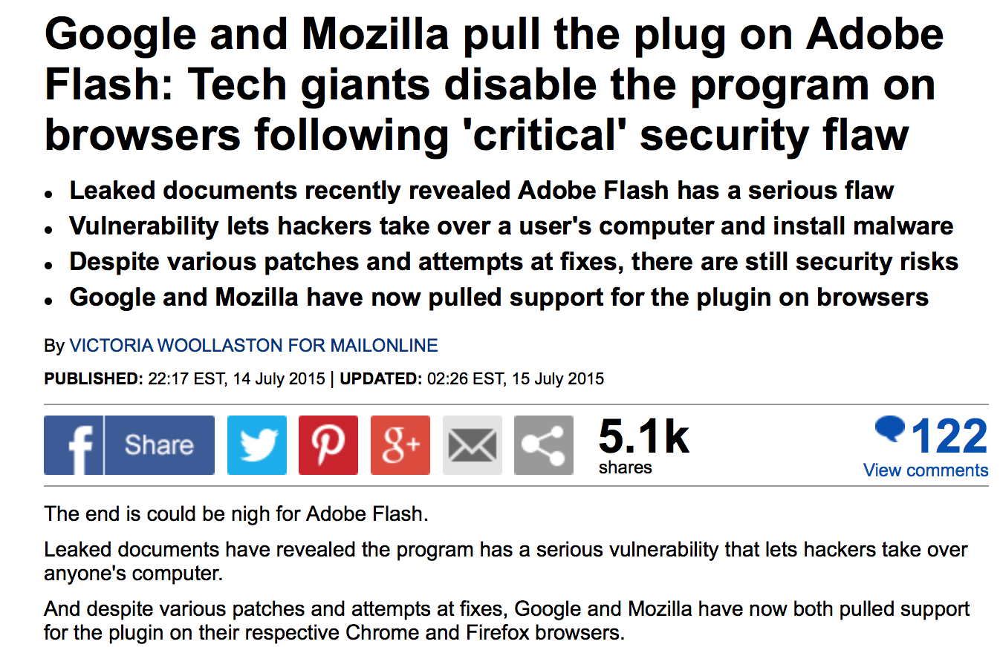 Google and Mozilla pull the plug on Adobe
Flash: Tech giants disable the program on
browsers following 'critical' security flaw
• Leaked documents recently revealed Adobe Flash has a serious flaw
• Vulnerability lets hackers take over a user's computer and install malware
• Despite various patches and attempts at fixes, there are still security risks
• Google and Mozilla have now pulled support for the plugin on browsers
By VICTORIA WOOLLASTON FOR MAILONLINE
PUBLISHED: 22:17 EST, 14 July 2015 | UPDATED: 02:26 EST, 15 July 2015
f Share g+ 5.1k 122
shares View comments
The end is could be nigh for Adobe Flash.
Leaked documents have revealed the program has a serious vulnerability that lets hackers take over
anyone's computer.
And despite various patches and attempts at fixes, Google and Mozilla have now both pulled support
for the plugin on their respective Chrome and Firefox browsers.